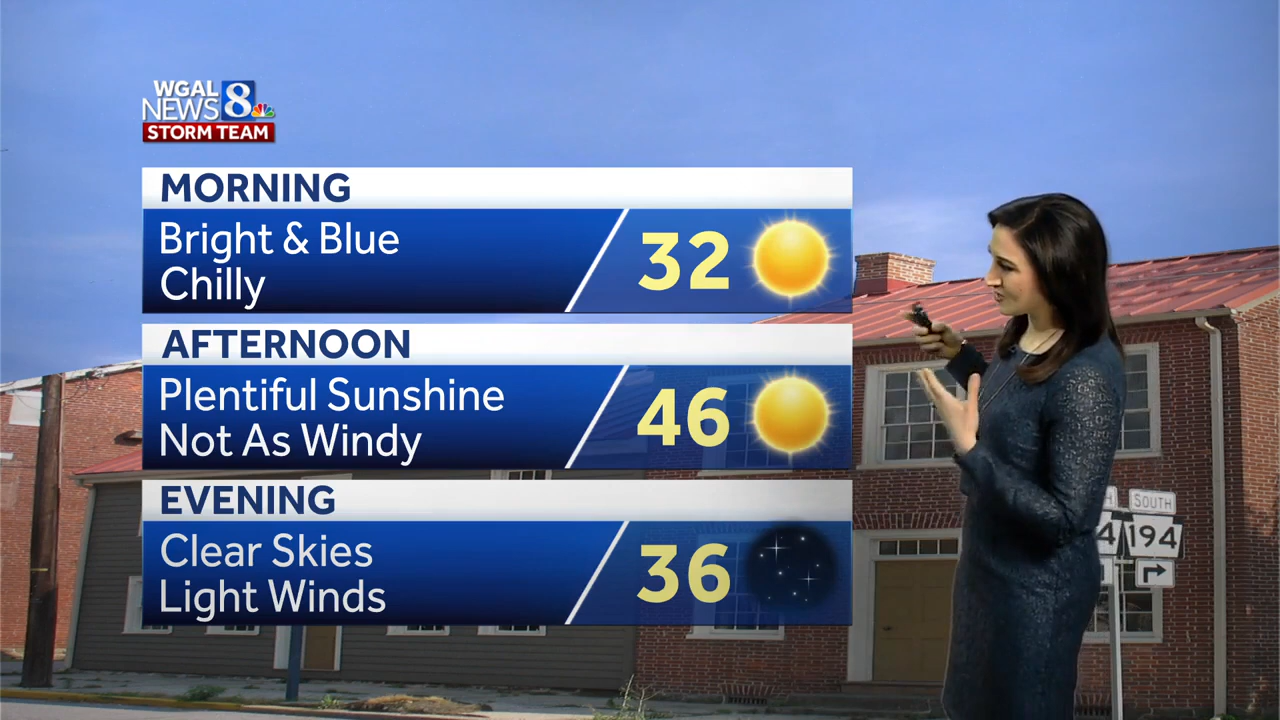 WGAL
NEWS 8
STORM TEAM
MORNING
Bright & Blue
Chilly
32
AFTERNOON
Plentiful Sunshine
Not As Windy
46
EVENING
Clear Skies
Light Winds
36
SOUTH
194